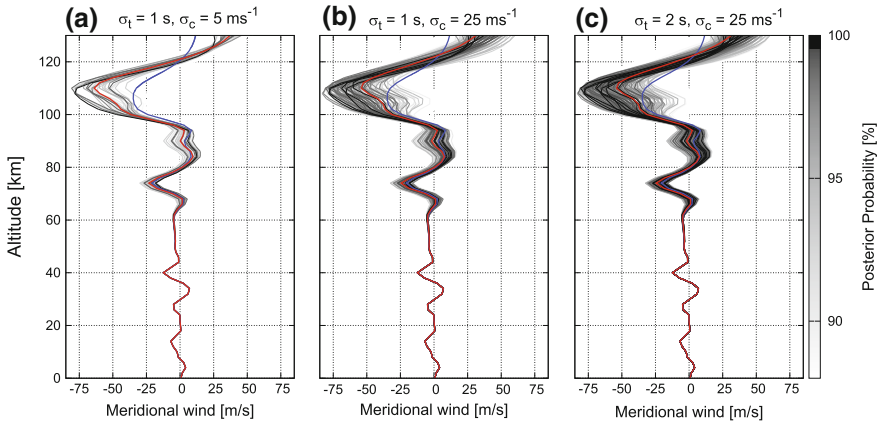 (a) σt = 1 s, σc = 5 ms-1
(b) σt = 1 s, σc = 25 ms-1
(c) σt = 2 s, σc = 25 ms-1
Altitude [km]
120
100
80
60
40
20
0
-75 -50 -25 0 25 50 75
-75 -50 -25 0 25 50 75
-75 -50 -25 0 25 50 75
Meridional wind [m/s]
Meridional wind [m/s]
Meridional wind [m/s]
100
95
90
Posterior Probability [%]